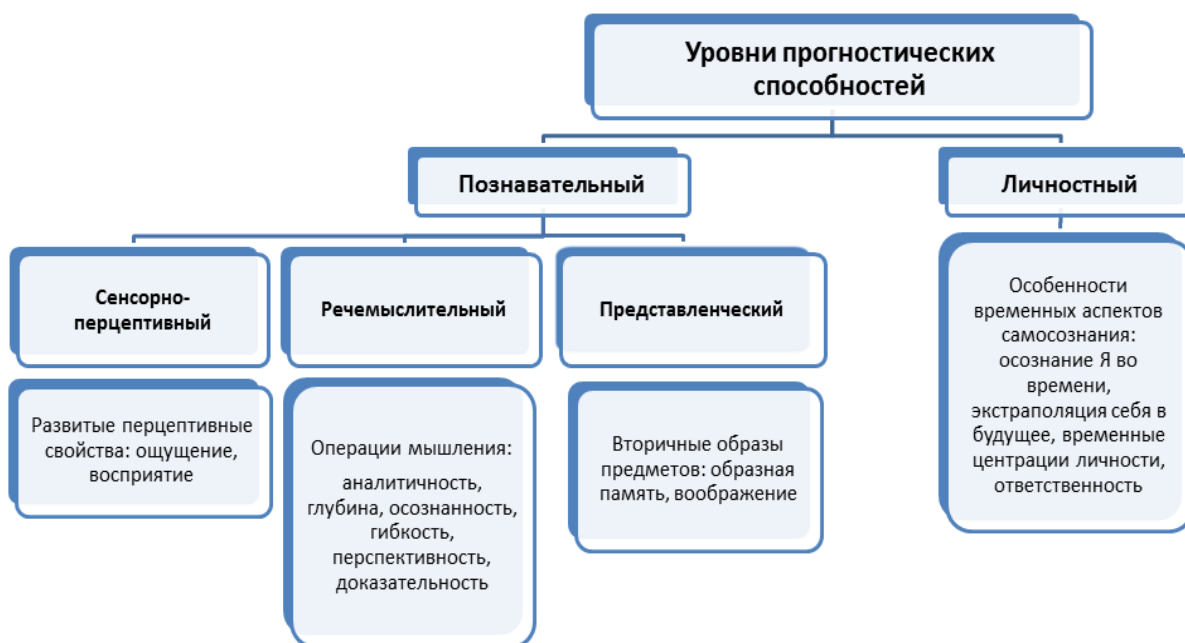 Уровни прогностических
способностей
Познавательный
Личностный
Сенсорно-
перцептивный
Речемыслительный
Представленческий
Развитые перцептивные
свойства: ощущение,
восприятие
Операции мышления:
аналитичность,
глубина, осознанность,
гибкость,
перспективность,
доказательность
Вторичные образы
предметов: образная
память, воображение
Особенности
временных аспектов
самосознания:
осознание Я во
времени,
экстраполяция себя в
будущее, временные
центрации личности,
ответственность